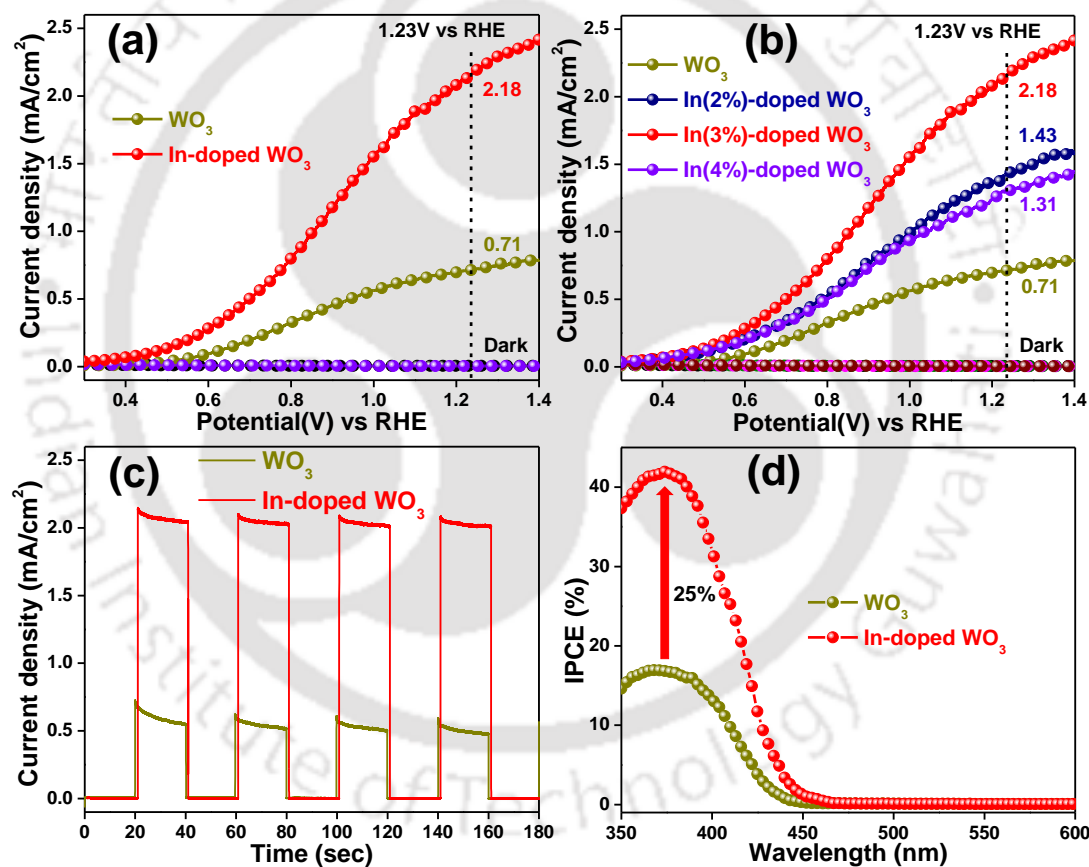 (a)
1.23V vs RHE
WO3
In-doped WO3
2.18
0.71
Dark
Current density (mA/cm2)
2.5
2.0
1.5
1.0
0.5
0.0
0.4 0.6 0.8 1.0 1.2 1.4
Potential(V) vs RHE
(b)
1.23V vs RHE
WO3
In(2%)-doped WO3
In(3%)-doped WO3
In(4%)-doped WO3
2.18
1.43
1.31
0.71
Dark
Current density (mA/cm2)
2.5
2.0
1.5
1.0
0.5
0.0
0.4 0.6 0.8 1.0 1.2 1.4
Potential(V) vs RHE
(c)
WO3
In-doped WO3
Current density (mA/cm2)
2.5
2.0
1.5
1.0
0.5
0.0
0 20 40 60 80 100 120 140 160 180
Time (sec)
(d)
25%
WO3
In-doped WO3
IPCE (%)
40
20
0
350 400 450 500 550 600
Wavelength (nm)
Indian Institute of Technology Guwahati